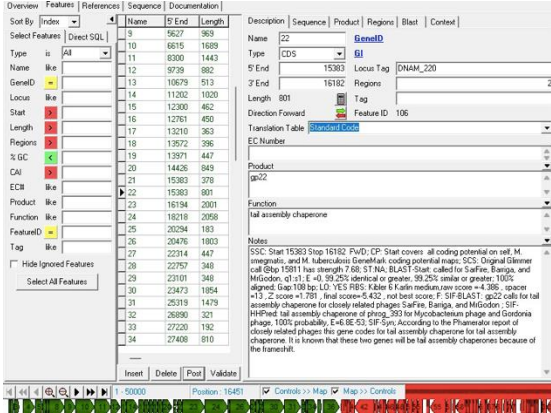 Overview Features References Sequence Documentation
Sort By Index
Select Features Direct SQL
Type is All
Name like
GeneID =
Locus like
Start >
Length >
Regions >
% GC <
CAI >
EC# like
Product like
Function like
FeatureID =
Tag like
Hide Ignored Features
Select All Features
Name 5' End Length
9 5627 969
10 6615 1689
11 8300 1443
12 9739 882
13 10679 513
14 11202 1020
15 12300 462
16 12761 450
17 13210 363
18 13572 396
19 13971 447
20 14426 849
21 15383 378
22 15383 801
23 16194 2001
24 18218 2058
25 20294 183
26 20476 1803
27 22314 447
28 22757 348
29 23101 348
30 23473 1854
31 25319 1479
32 26890 321
33 27220 192
34 27408 810
Insert Delete Post Validate
Description Sequence Product Regions Blast Context
Name 22 GeneID
Type CDS GI
5' End 15383 Locus Tag DNAM_220
3' End 16182 Regions 2
Length 801 Tag
Direction Forward Feature ID 106
Translation Table Standard Code
EC Number
Product
gp22
Function
tail assembly chaperone
Notes
SSC: Start 15383 Stop 16182 FWD; CP: Start covers all coding potential on self, M.
smegmatis, and M. tuberculosis GeneMark coding potential maps; SCS: Original Glimmer
call @bp 15811 has strength 7.68; ST:NA; BLAST-Start: called for SarFire, Barriga, and
MrGordon, q1:s1; E =0, 99.25% identical or greater, 99.25% similar or greater; 100%
aligned; Gap:108 bp; LO: YES RBS: Kibler 6 Karlin medium,raw score =-4.386 , spacer
=13 , Z score =1.781 , final score=-5.432 , not best score; F: SIF-BLAST: gp22 calls for tail
assembly chaperone for closely related phages SarFire, Barriga, and MrGodon ; SIF-
HHPred: tail assembly chaperone of phrog_393 for Mycobacterium phage and Gordonia
phage, 100% probability, E=6.8E-53; SIF-Syn; According to the Phamerator report of
closely related phages this gene codes for tail assembly chaperone for tail assembly
chaperone. It is known that these two genes will be tail assembly chaperones because of
the frameshift.
1 - 50000 Position : 16451 Controls >> Map Map >> Controls